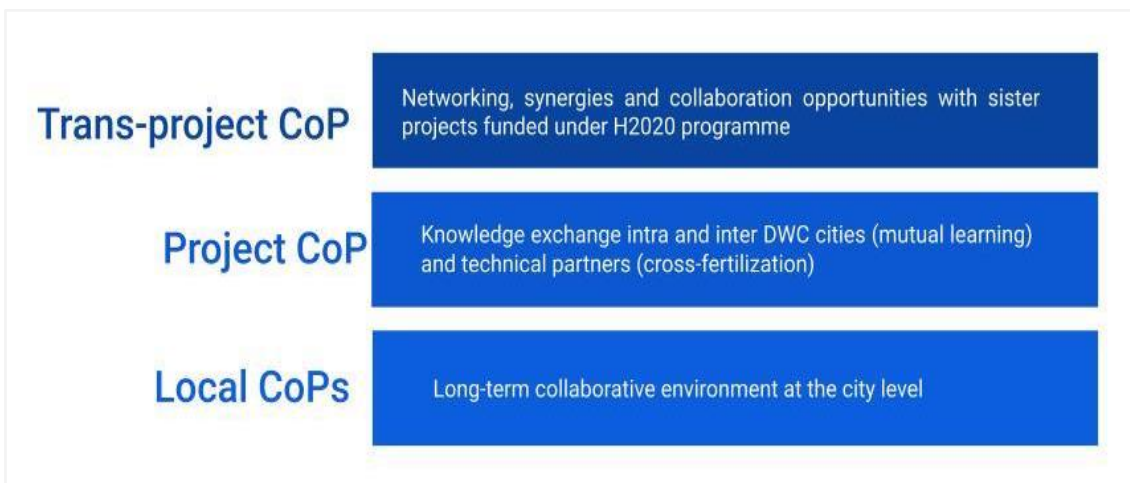 Trans-project CoP
Networking, synergies and collaboration opportunities with sister
projects funded under H2020 programme
Project CoP
Knowledge exchange intra and inter DWC cities (mutual learning)
and technical partners (cross-fertilization)
Local CoPs
Long-term collaborative environment at the city level